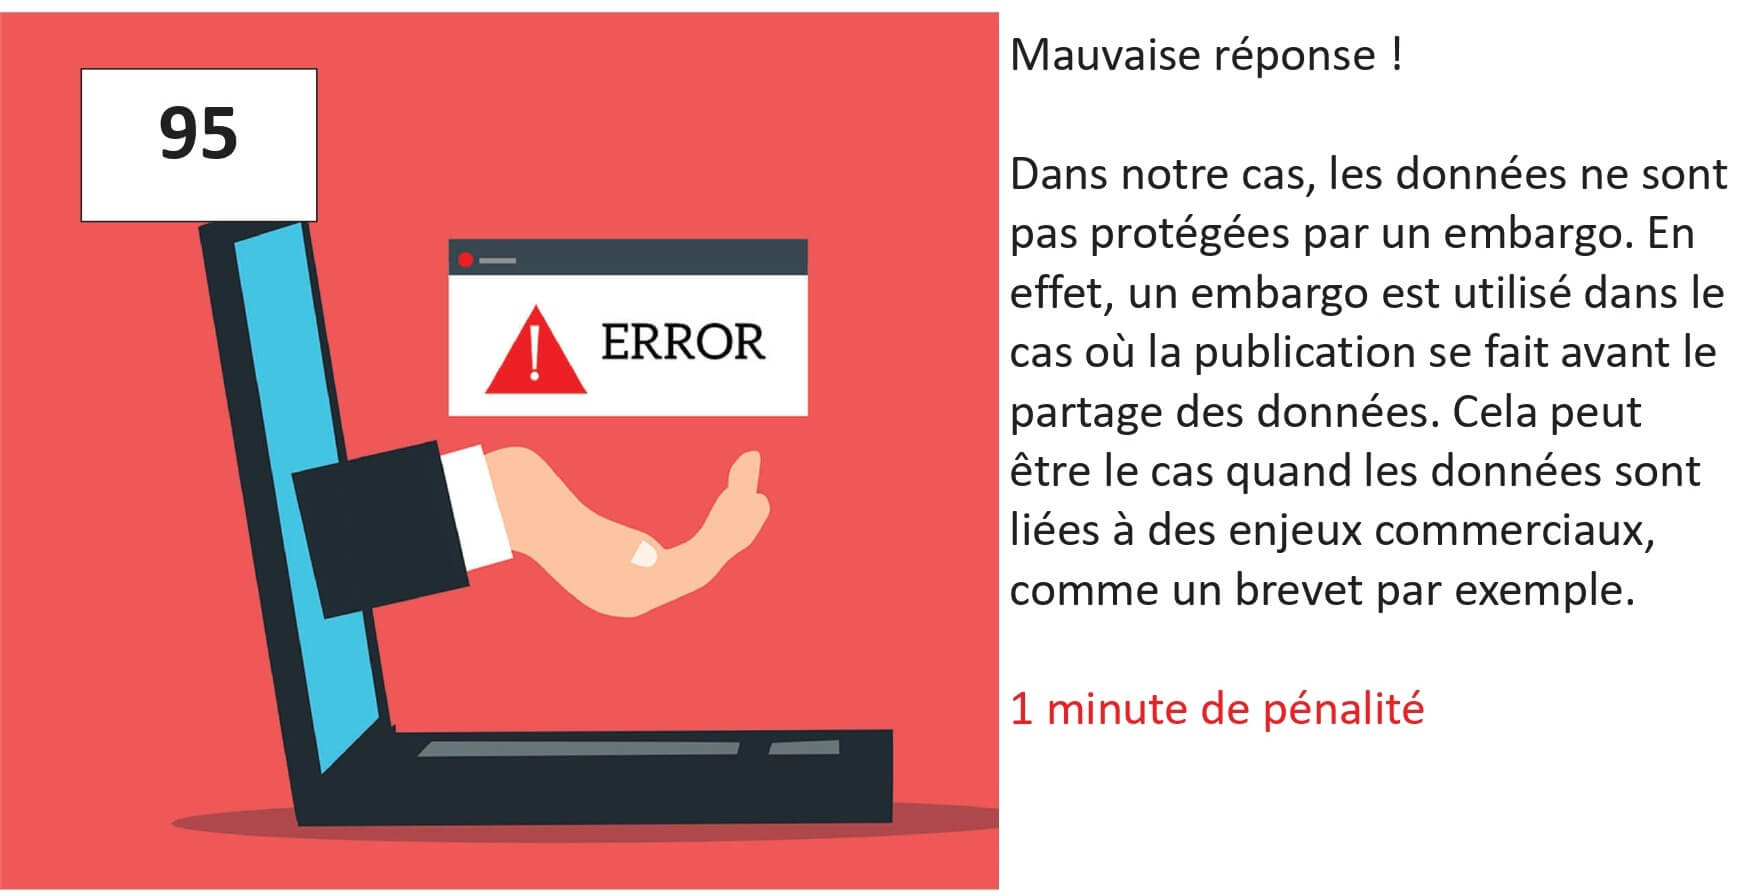 95
ERROR
Mauvaise réponse !
Dans notre cas, les données ne sont
pas protégées par un embargo. En
effet, un embargo est utilisé dans le
cas où la publication se fait avant le
partage des données. Cela peut
être le cas quand les données sont
liées à des enjeux commerciaux,
comme un brevet par exemple.
1 minute de pénalité